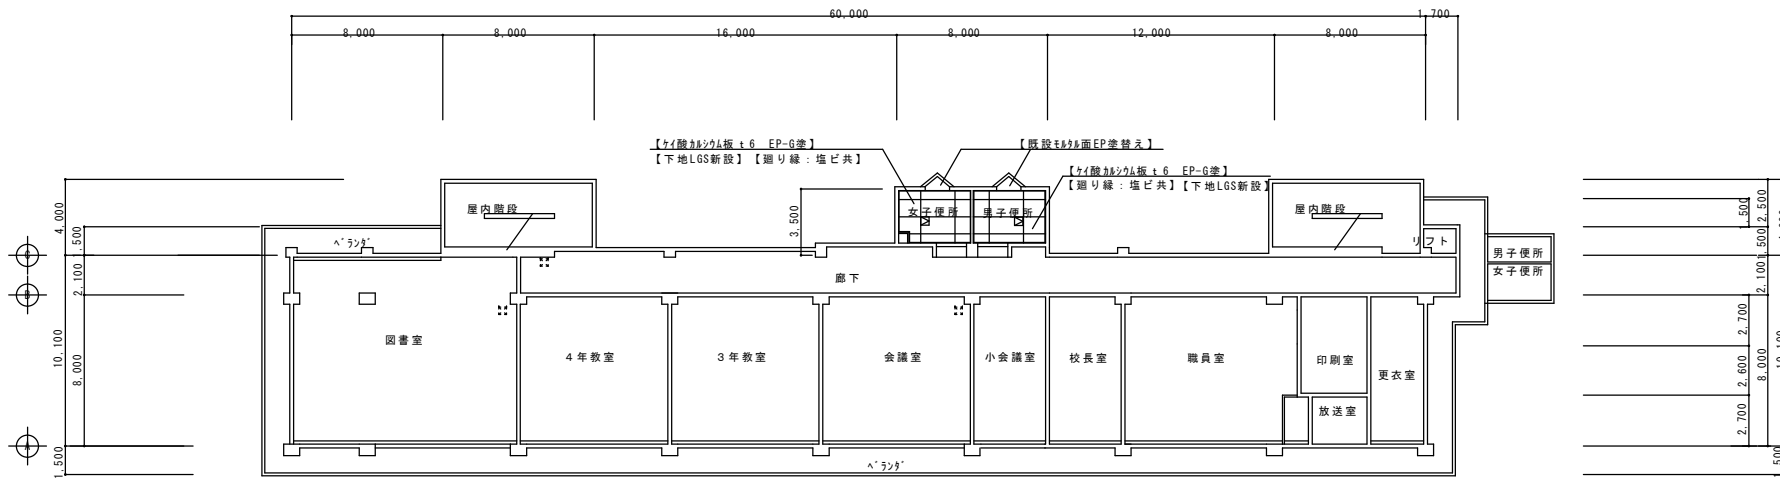 60,000
1,700
8,000
8,000
16,000
8,000
12,000
8,000
【ケイ酸カルシウム板 t 6　EP-G塗】
【下地LGS新設】【廻り縁：塩ビ共】
【既設モルタル面EP塗替え】
【ケイ酸カルシウム板 t 6　EP-G塗】
【廻り縁：塩ビ共】【下地LGS新設】
4,000
1,500
2,100
10,100
8,000
1,500
C
B
A
3,500
屋内階段
女子便所
男子便所
屋内階段
ベランダ
リフト
男子便所
女子便所
廊下
図書室
4年教室
3年教室
会議室
小会議室
校長室
職員室
印刷室
更衣室
放送室
ベランダ
2,500
1,500
2,100
2,700
2,600
8,000
2,700